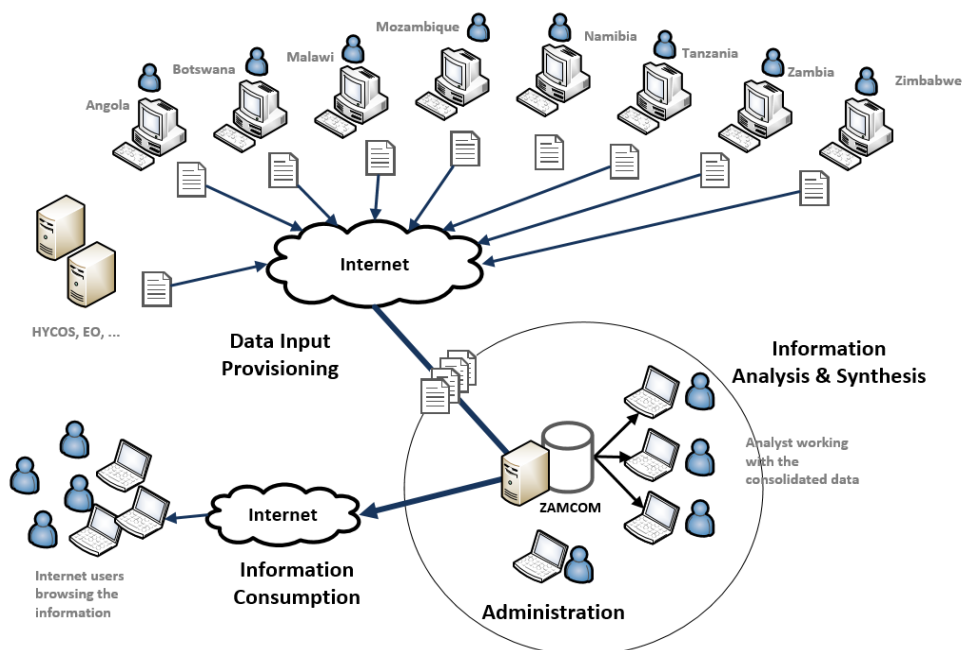 Mozambique
Namibia
Malawi
Tanzania
Botswana
Zambia
Zimbabwe
Angola
Internet
HYCOS, EO, ...
Data Input
Provisioning
Information
Analysis & Synthesis
Analyst working
with the
consolidated data
ZAMCOM
Internet
Information
Consumption
Internet users
browsing the
information
Administration